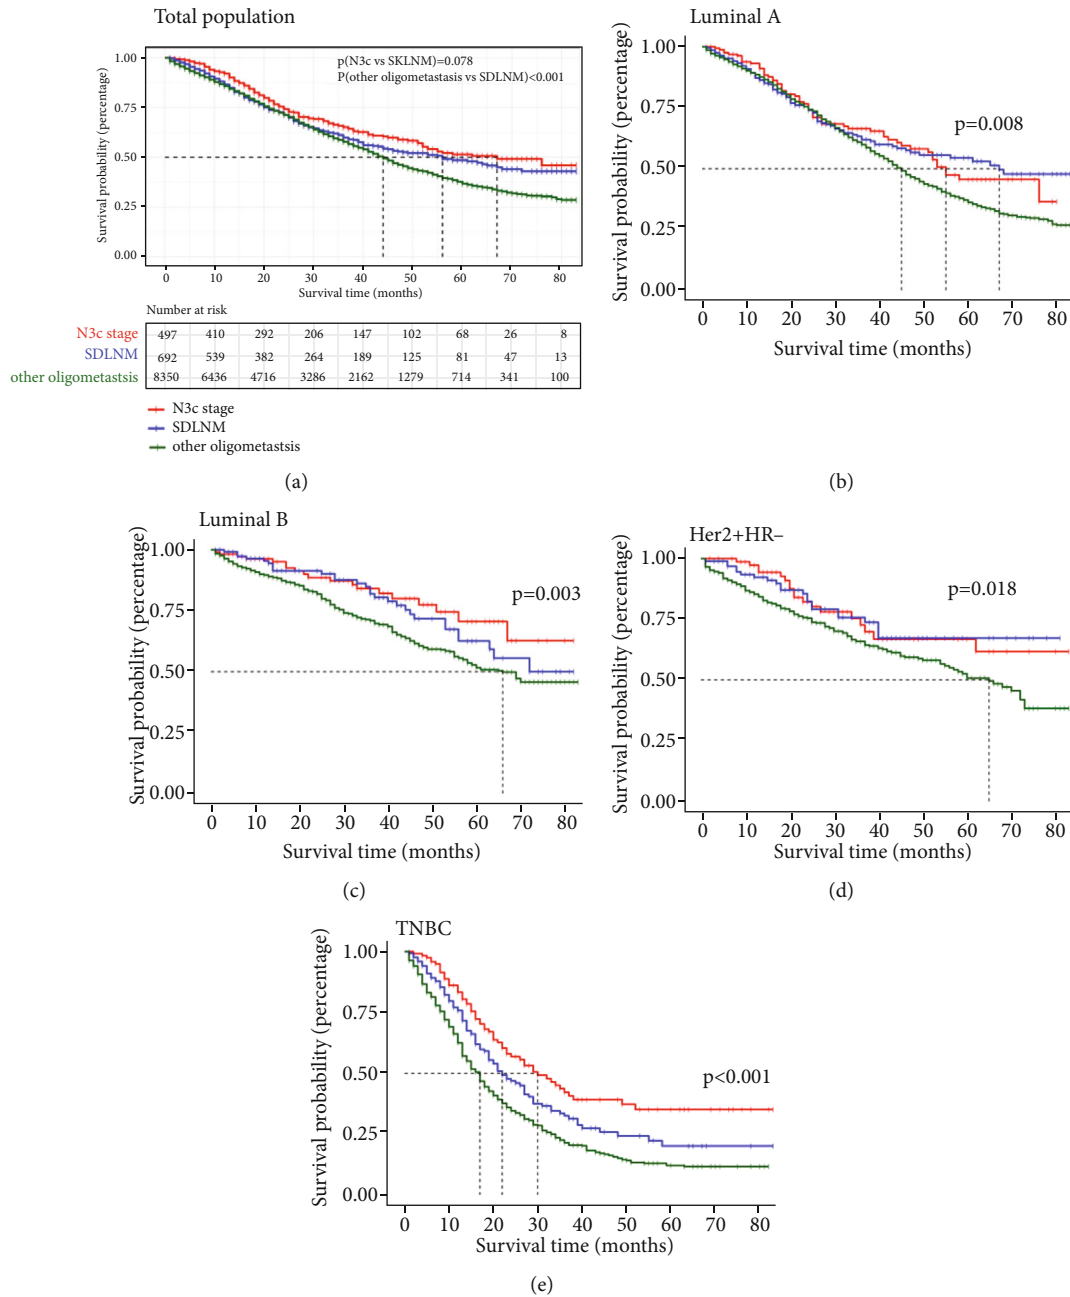 Total population
Survival probability (percentage)
1.00
0.75
0.50
0.25
0.00
p(N3c vs SKLNM)=0.078
P(other oligometastasis vs SDLNM)<0.001
0 10 20 30 40 50 60 70 80
Survival time (months)
Number at risk
N3c stage 497 410 292 206 147 102 68 26 8
SDLNM 692 539 382 264 189 125 81 47 13
other oligometastsis 8350 6436 4716 3286 2162 1279 714 341 100
N3c stage
SDLNM
other oligometastsis
(a)
Luminal A
Survival probability (percentage)
1.00
0.75
0.50
0.25
0.00
p=0.008
0 10 20 30 40 50 60 70 80
Survival time (months)
(b)
Luminal B
Survival probability (percentage)
1.00
0.75
0.50
0.25
0.00
p=0.003
0 10 20 30 40 50 60 70 80
Survival time (months)
(c)
Her2+HR−
Survival probability (percentage)
1.00
0.75
0.50
0.25
0.00
p=0.018
0 10 20 30 40 50 60 70 80
Survival time (months)
(d)
TNBC
Survival probability (percentage)
1.00
0.75
0.50
0.25
0.00
p<0.001
0 10 20 30 40 50 60 70 80
Survival time (months)
(e)